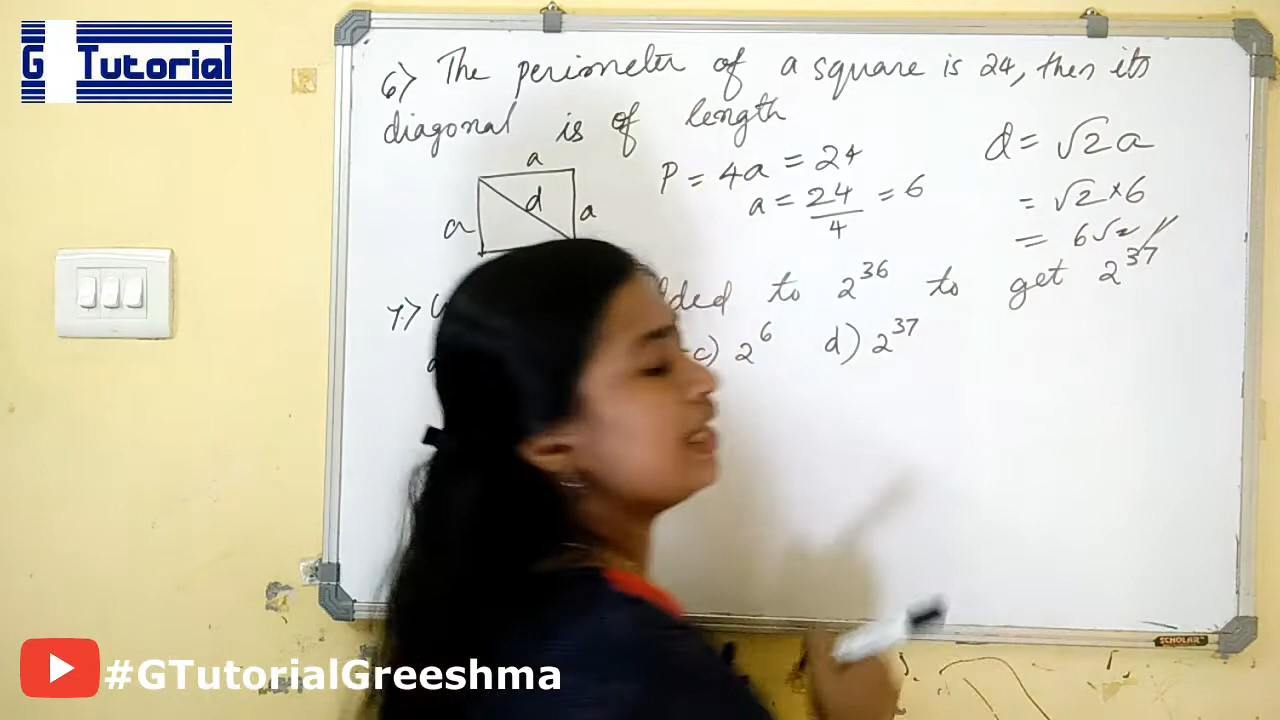 G Tutorial
6) The perimeter of a square is 24, then its
diagonal is of length
a
a
d
a
P = 4a = 24
a = 24/4 = 6
d = √2a
= √2 × 6
= 6√2 //
7)
to 2^36 to get 2^37
c) 2^6 d) 2^37
SCHOLAR
#GTutorialGreeshma